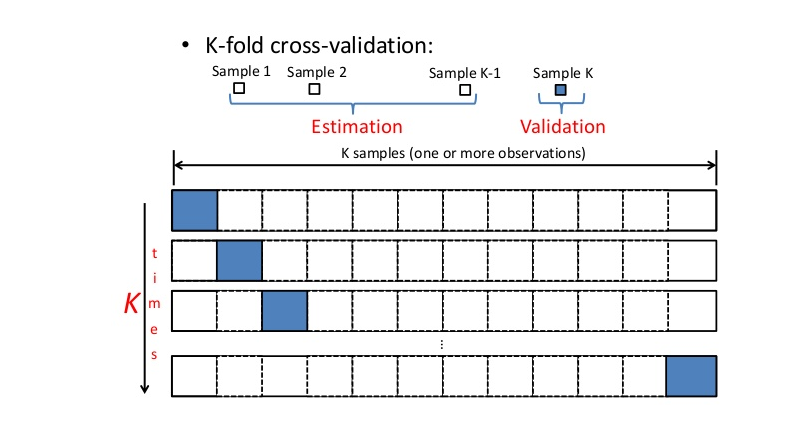 • K-fold cross-validation:
Sample 1 Sample 2 Sample K-1 Sample K
Estimation Validation
K samples (one or more observations)
K times
⋮